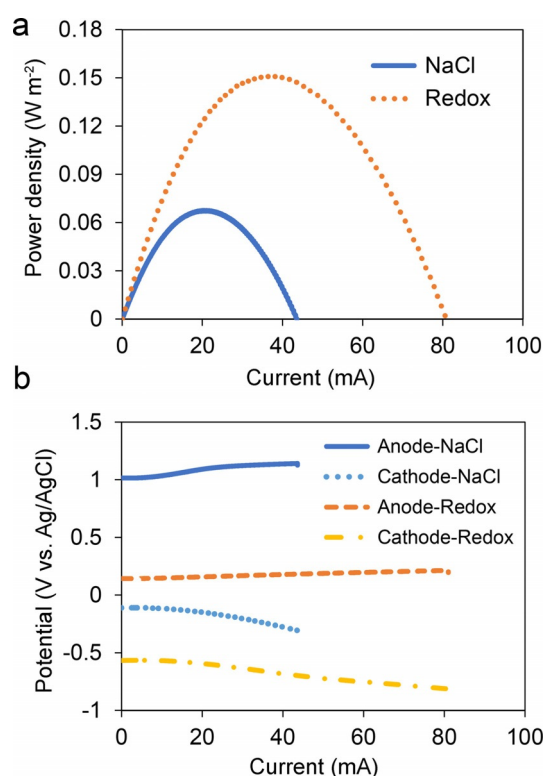 a
Power density (W m⁻²)
0.15
0.12
0.09
0.06
0.03
0
NaCl
Redox
0 20 40 60 80 100
Current (mA)
b
Potential (V vs. Ag/AgCl)
1.5
1
0.5
0
-0.5
-1
Anode-NaCl
Cathode-NaCl
Anode-Redox
Cathode-Redox
0 20 40 60 80 100
Current (mA)